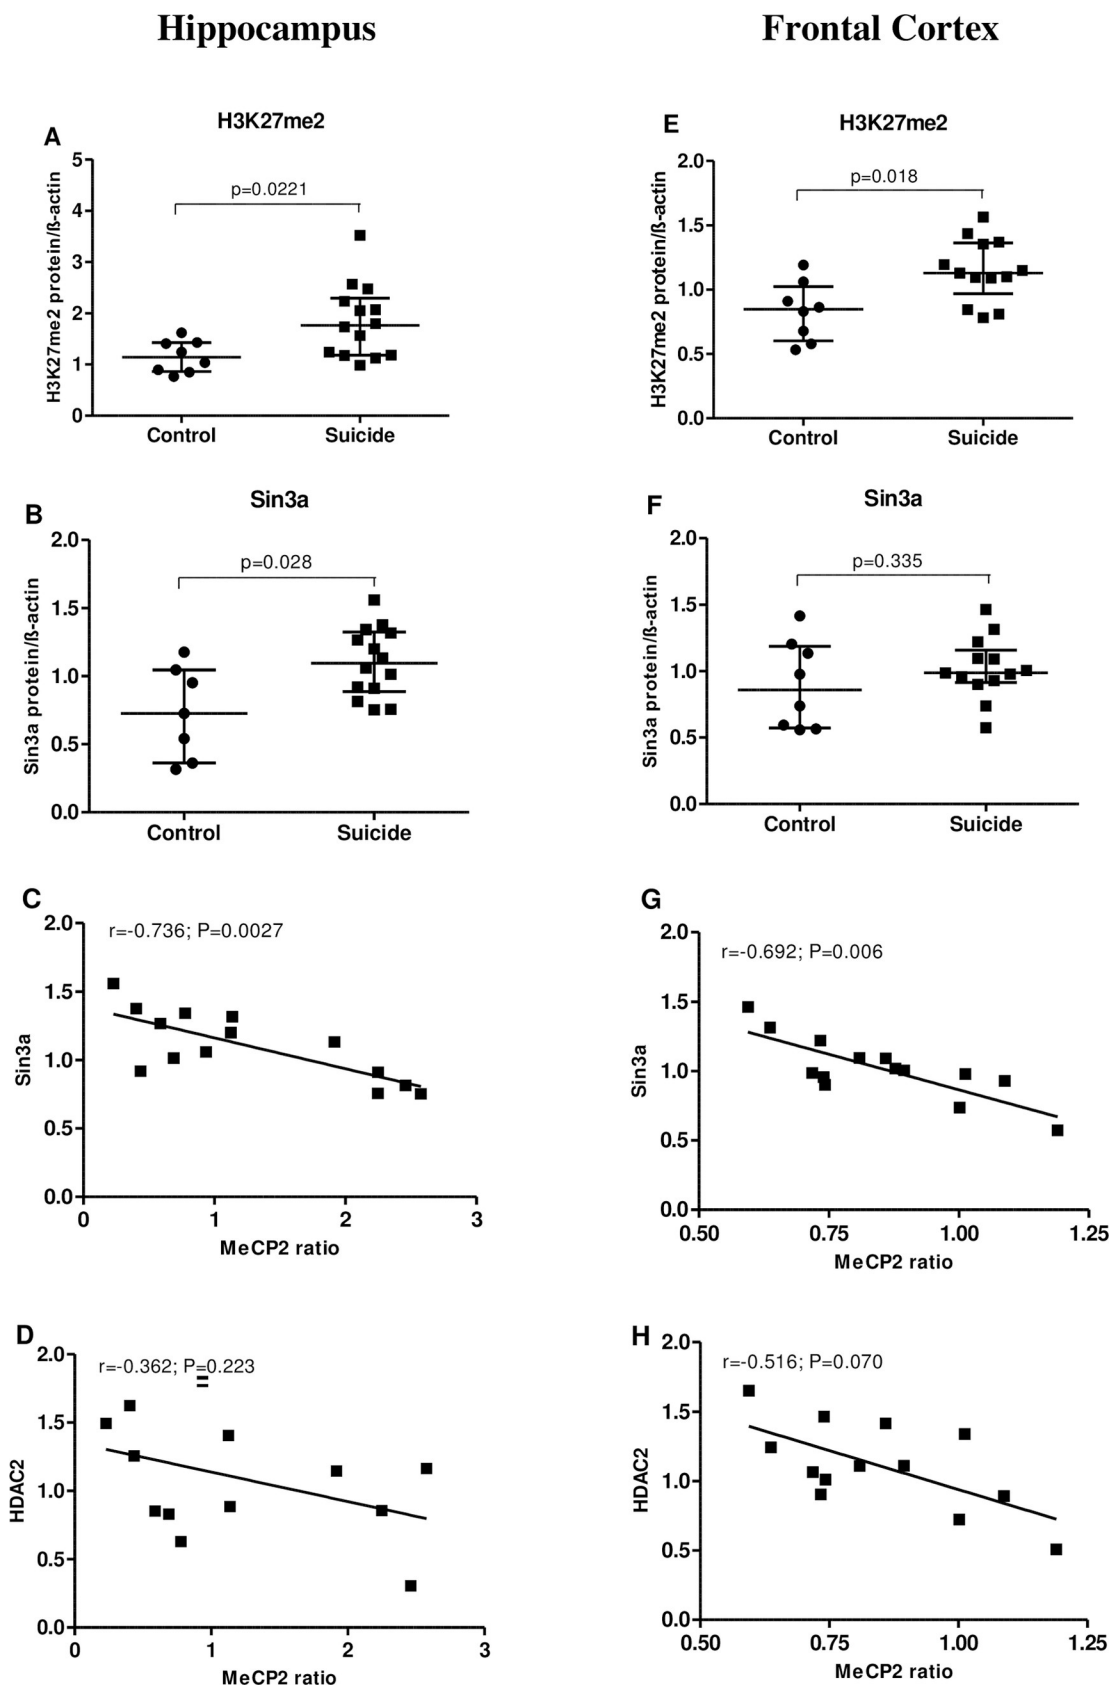 Hippocampus
Frontal Cortex
A
H3K27me2
H3K27me2 protein/ß-actin
5
4
3
2
1
0
p=0.0221
Control
Suicide
E
H3K27me2
H3K27me2 protein/ß-actin
2.0
1.5
1.0
0.5
0.0
p=0.018
Control
Suicide
B
Sin3a
Sin3a protein/ß-actin
2.0
1.5
1.0
0.5
0.0
p=0.028
Control
Suicide
F
Sin3a
Sin3a protein/ß-actin
2.0
1.5
1.0
0.5
0.0
p=0.335
Control
Suicide
C
Sin3a
2.0
1.5
1.0
0.5
0.0
r=-0.736; P=0.0027
0
1
2
3
MeCP2 ratio
G
Sin3a
2.0
1.5
1.0
0.5
0.0
r=-0.692; P=0.006
0.50
0.75
1.00
1.25
MeCP2 ratio
D
HDAC2
2.0
1.5
1.0
0.5
0.0
r=-0.362; P=0.223
=
0
1
2
3
MeCP2 ratio
H
HDAC2
2.0
1.5
1.0
0.5
0.0
r=-0.516; P=0.070
0.50
0.75
1.00
1.25
MeCP2 ratio